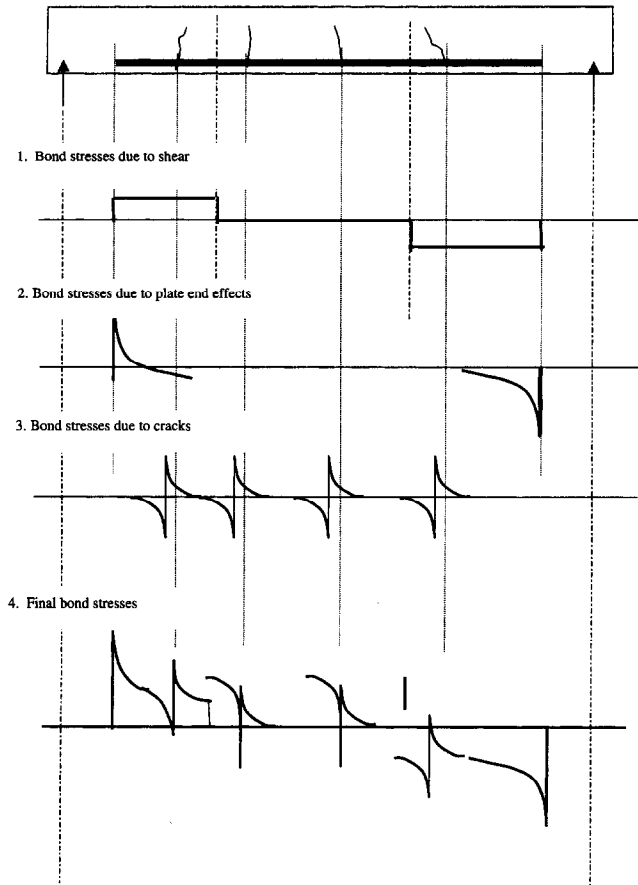 1. Bond stresses due to shear
2. Bond stresses due to plate end effects
3. Bond stresses due to cracks
4. Final bond stresses